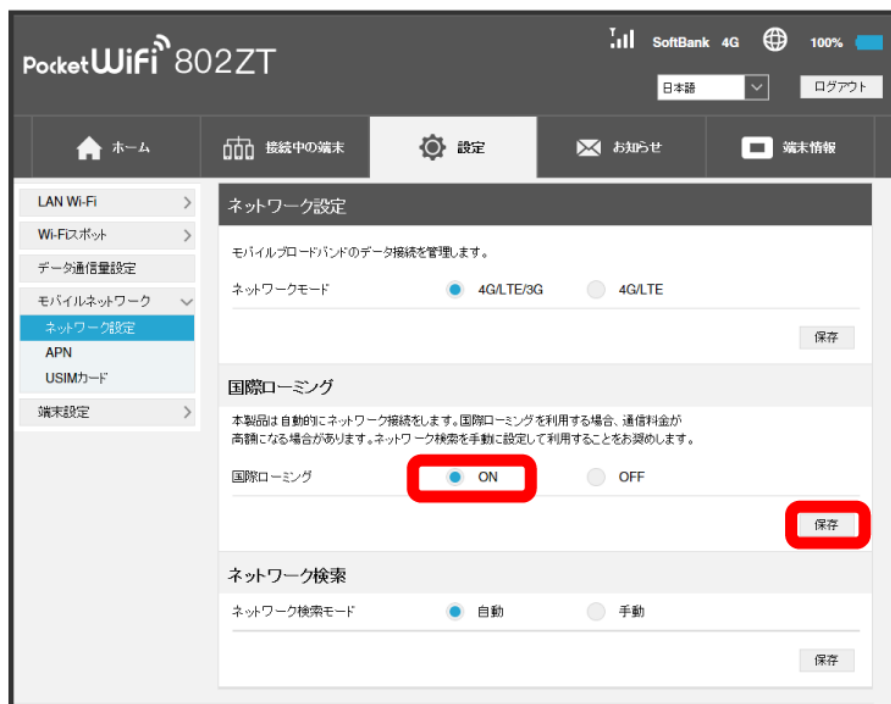 PocketWiFi 802ZT
SoftBank 4G 100%
日本語 ログアウト
ホーム 接続中の端末 設定 お知らせ 端末情報
LAN Wi-Fi
Wi-Fiスポット
データ通信量設定
モバイルネットワーク
ネットワーク設定
APN
USIMカード
端末設定
ネットワーク設定
モバイルブロードバンドのデータ接続を管理します。
ネットワークモード 4G/LTE/3G 4G/LTE
保存
国際ローミング
本製品は自動的にネットワーク接続をします。国際ローミングを利用する場合、通信料金が
高額になる場合があります。ネットワーク検索を手動に設定して利用することをお奨めします。
国際ローミング ON OFF
保存
ネットワーク検索
ネットワーク検索モード 自動 手動
保存